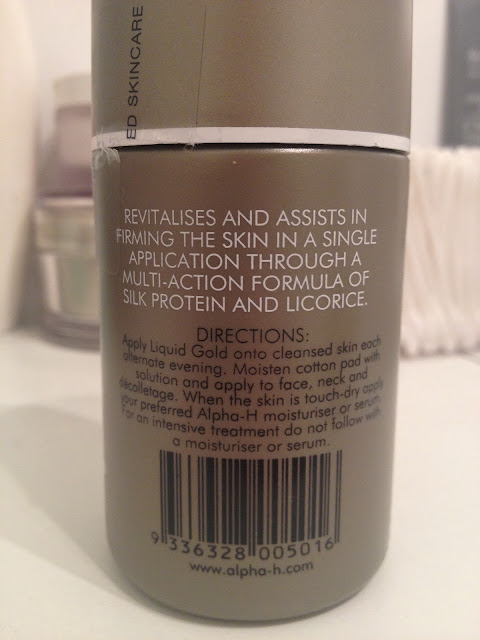 ED SKINCARE
REVITALISES AND ASSISTS IN
FIRMING THE SKIN IN A SINGLE
APPLICATION THROUGH A
MULTI-ACTION FORMULA OF
SILK PROTEIN AND LICORICE.
DIRECTIONS:
Apply Liquid Gold onto cleansed skin each
alternate evening. Moisten cotton pad with
solution and apply to face, neck and
décolletage. When the skin is touch-dry apply
your preferred Alpha-H moisturiser or serum.
For an intensive treatment do not follow with
a moisturiser or serum.
9 336328 005016
www.alpha-h.com